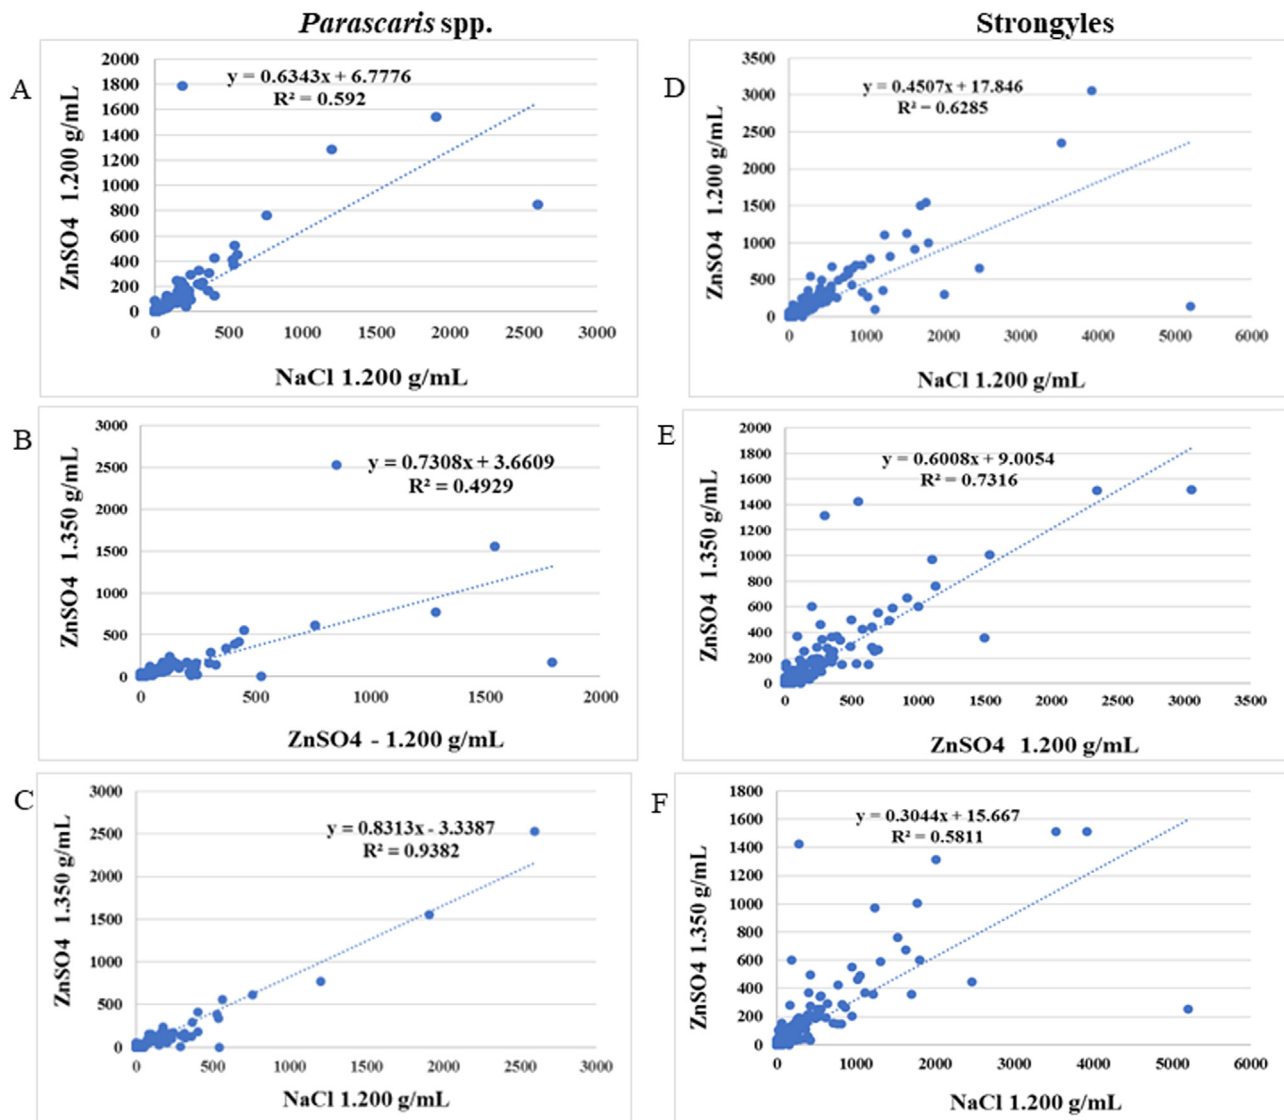 Parascaris spp.
Strongyles
A
2000
1800
1600
1400
1200
1000
800
600
400
200
0
y = 0.6343x + 6.7776
R² = 0.592
ZnSO4 1.200 g/mL
0 500 1000 1500 2000 2500 3000
NaCl 1.200 g/mL
D
3500
3000
2500
2000
1500
1000
500
0
y = 0.4507x + 17.846
R² = 0.6285
ZnSO4 1.200 g/mL
0 1000 2000 3000 4000 5000 6000
NaCl 1.200 g/mL
B
3000
2500
2000
1500
1000
500
0
y = 0.7308x + 3.6609
R² = 0.4929
ZnSO4 1.350 g/mL
0 500 1000 1500 2000
ZnSO4 - 1.200 g/mL
E
2000
1800
1600
1400
1200
1000
800
600
400
200
0
y = 0.6008x + 9.0054
R² = 0.7316
ZnSO4 1.350 g/mL
0 500 1000 1500 2000 2500 3000 3500
ZnSO4 1.200 g/mL
C
3000
2500
2000
1500
1000
500
0
y = 0.8313x - 3.3387
R² = 0.9382
ZnSO4 1.350 g/mL
0 500 1000 1500 2000 2500 3000
NaCl 1.200 g/mL
F
1800
1600
1400
1200
1000
800
600
400
200
0
y = 0.3044x + 15.667
R² = 0.5811
ZnSO4 1.350 g/mL
0 1000 2000 3000 4000 5000 6000
NaCl 1.200 g/mL